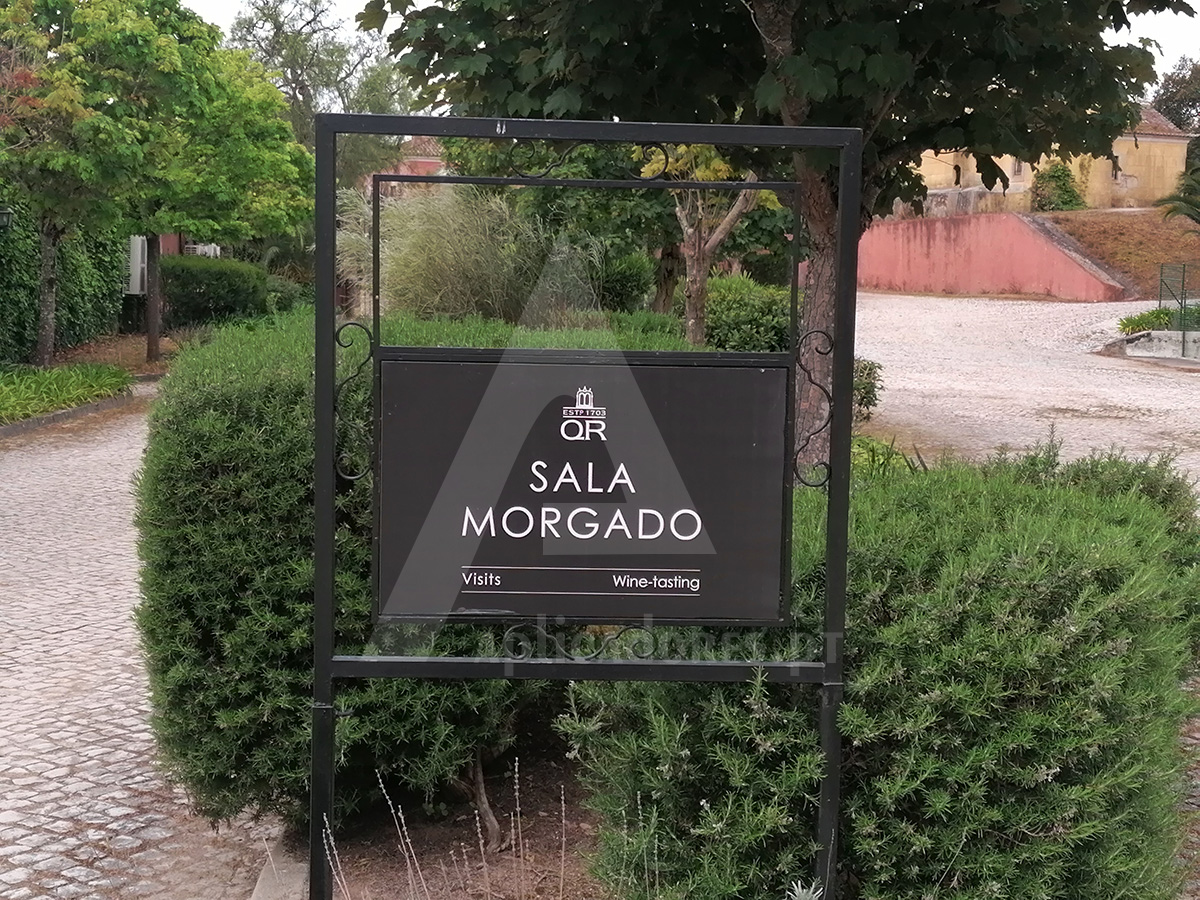 ESTD 1703
QR
SALA
MORGADO
Visits Wine-tasting